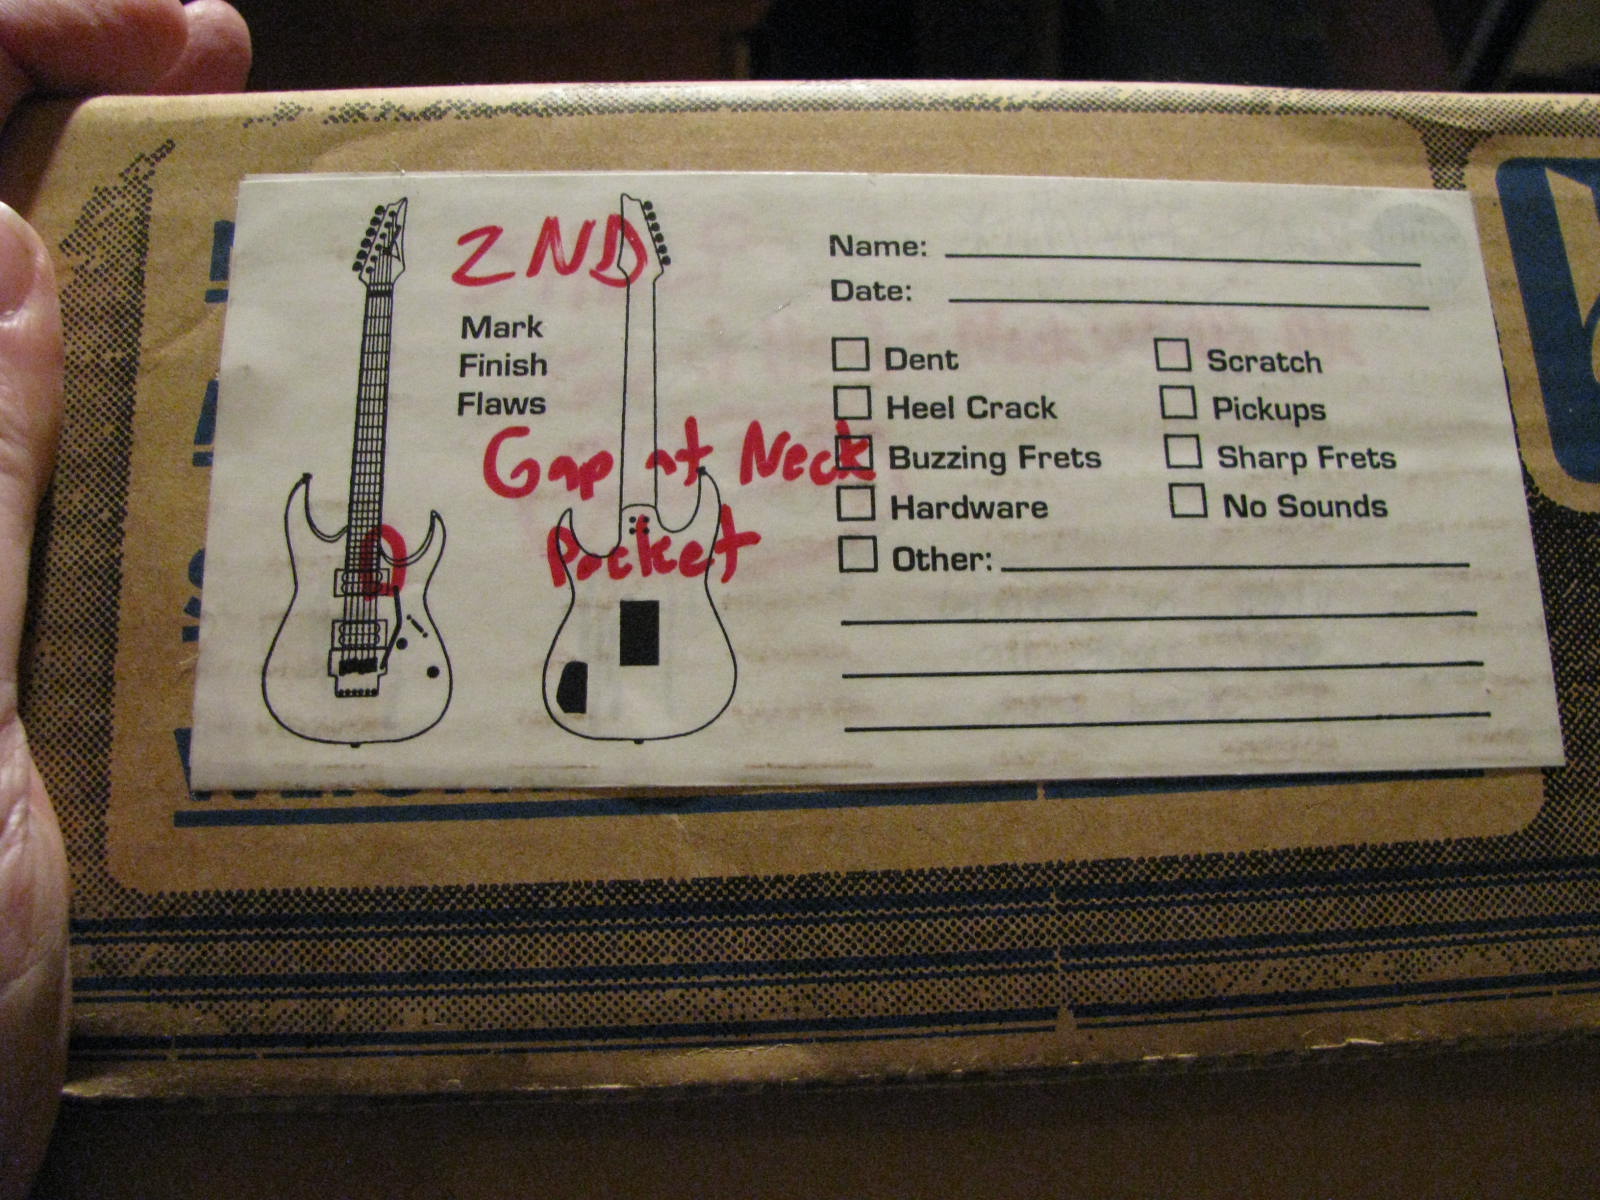 2ND
Mark
Finish
Flaws
Gap at Neck
Pocket
Name:
Date:
Dent
Scratch
Heel Crack
Pickups
Buzzing Frets
Sharp Frets
Hardware
No Sounds
Other: